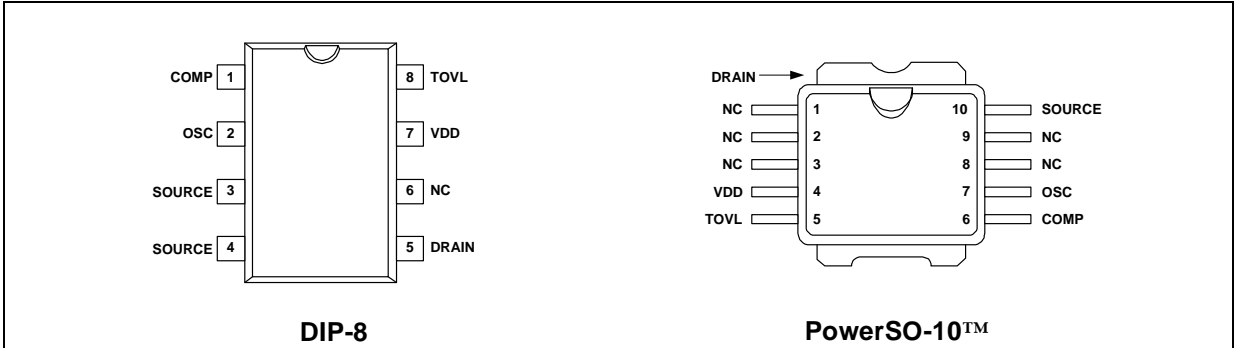 COMP 1 8 TOVL
OSC 2 7 VDD
SOURCE 3 6 NC
SOURCE 4 5 DRAIN
DIP-8
DRAIN
NC 1 10 SOURCE
NC 2 9 NC
NC 3 8 NC
VDD 4 7 OSC
TOVL 5 6 COMP
PowerSO-10™